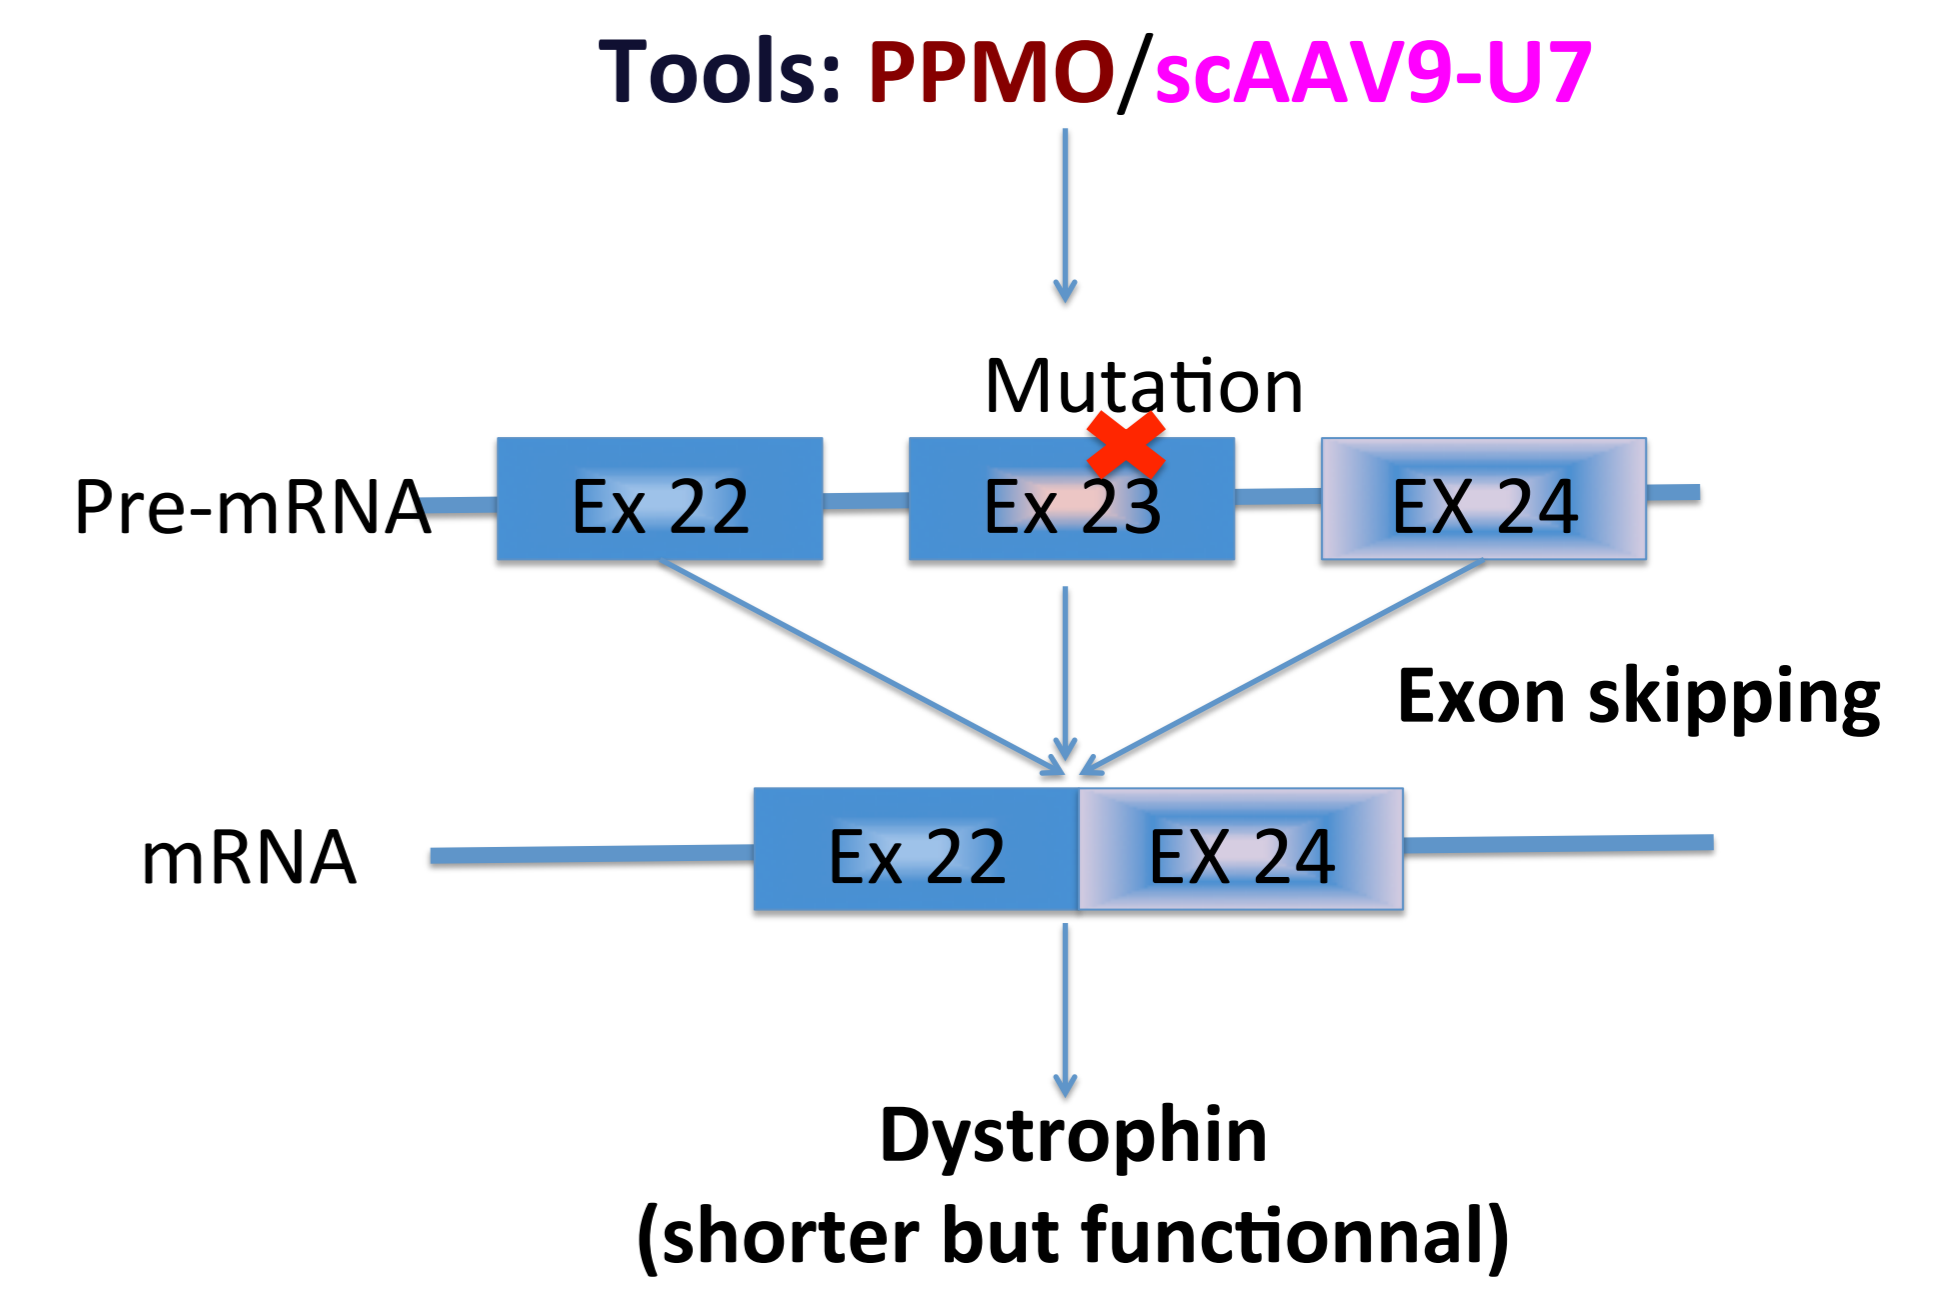 Tools: PPMO/scAAV9-U7
Mutation
Pre-mRNA Ex 22 Ex 23 EX 24
Exon skipping
mRNA Ex 22 EX 24
Dystrophin
(shorter but functionnal)